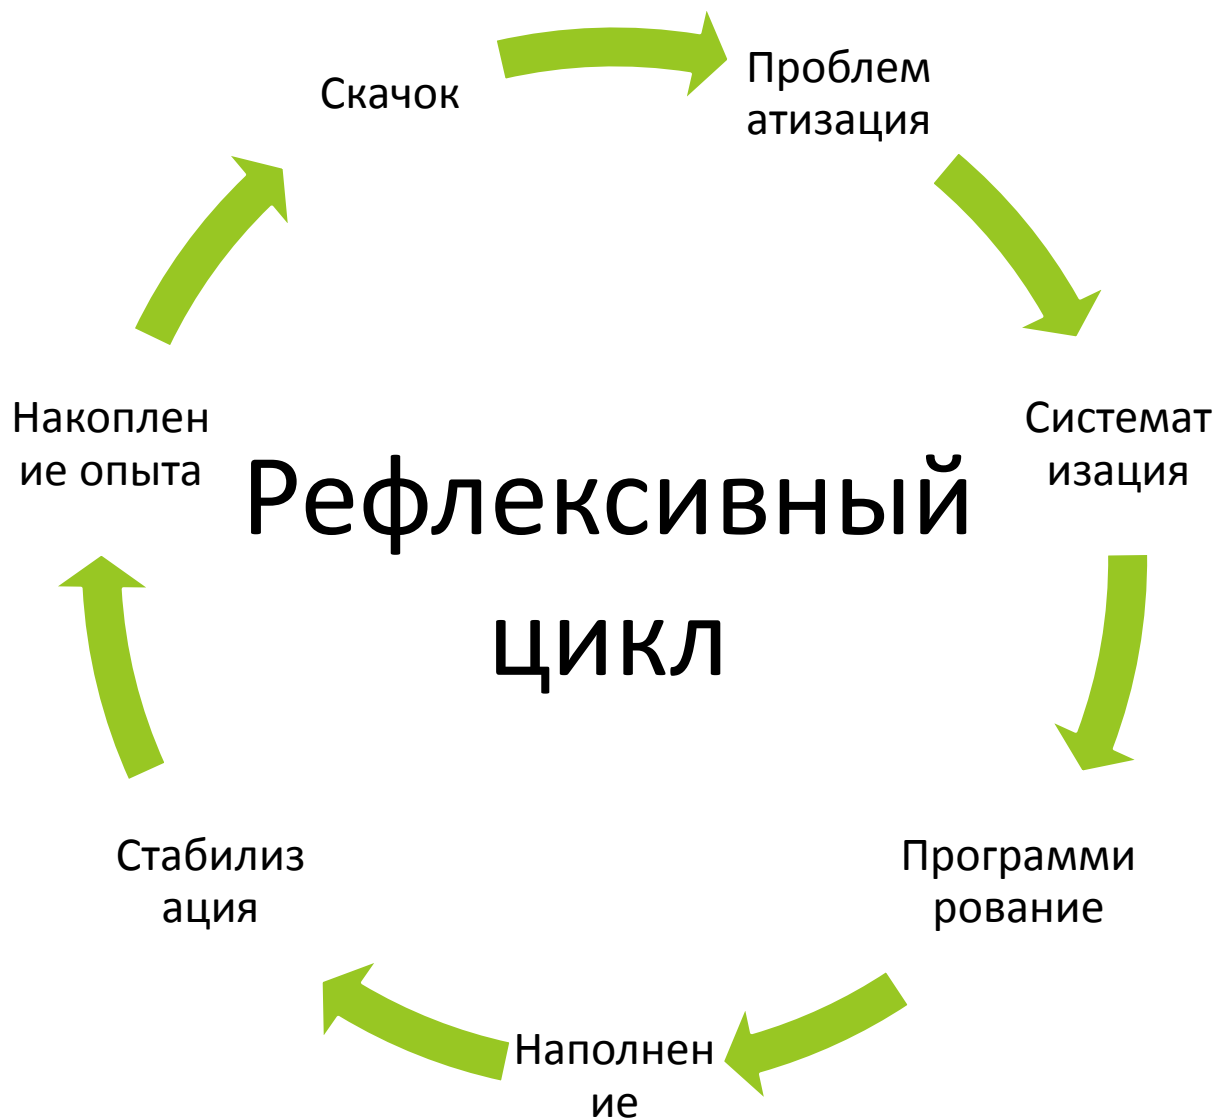 Скачок
Проблем
атизация
Системат
изация
Программи
рование
Наполнен
ие
Стабилиз
ация
Накоплен
ие опыта
Рефлексивный
цикл